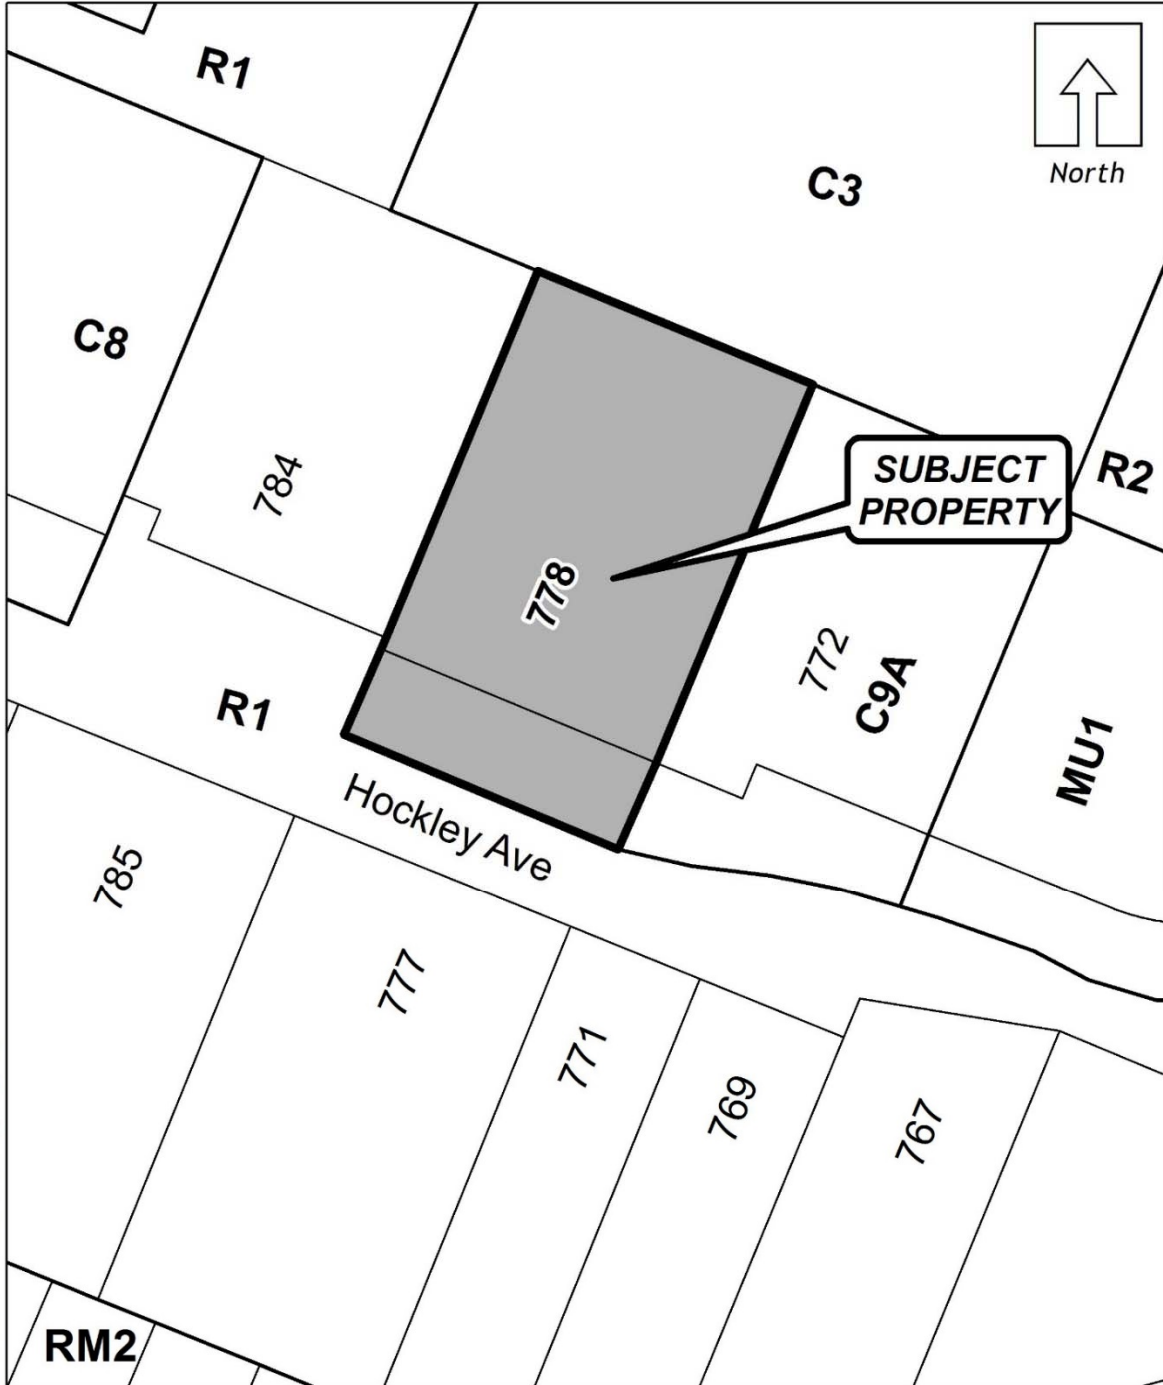 R1
C3
North
C8
784
SUBJECT
PROPERTY
R2
778
772
C9A
R1
MU1
Hockley Ave
785
777
771
769
767
RM2